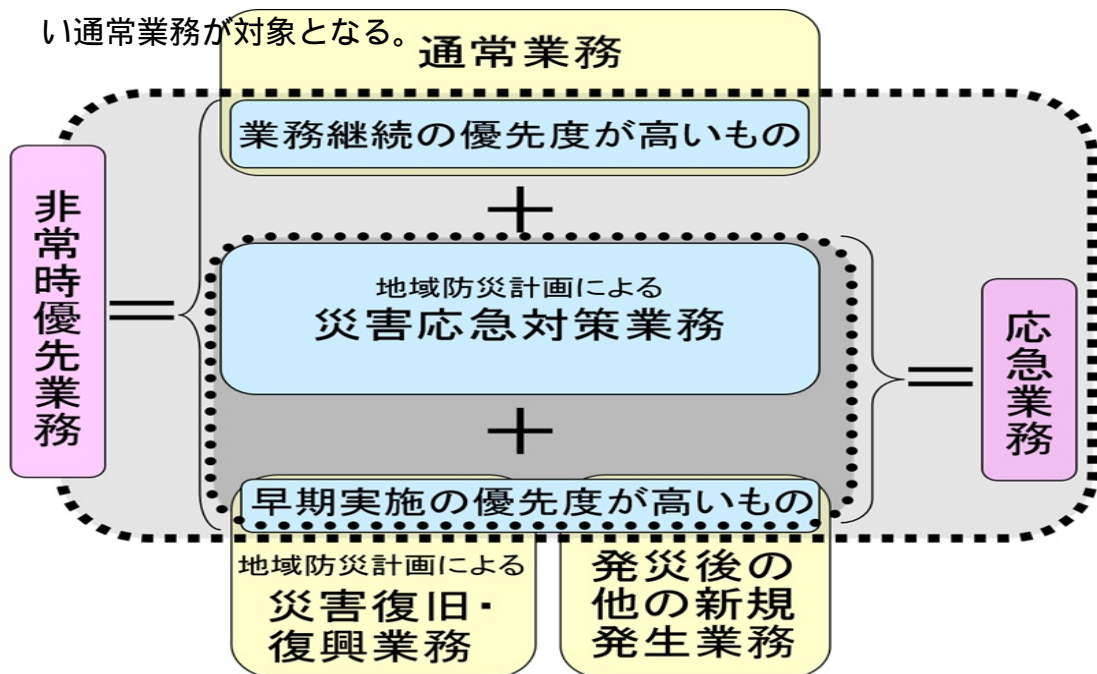 い通常業務が対象となる。
通常業務
業務継続の優先度が高いもの
＋
非常時優先業務
＝
地域防災計画による
災害応急対策業務
＝
応急業務
＋
早期実施の優先度が高いもの
地域防災計画による
災害復旧・
復興業務
発災後の
他の新規
発生業務